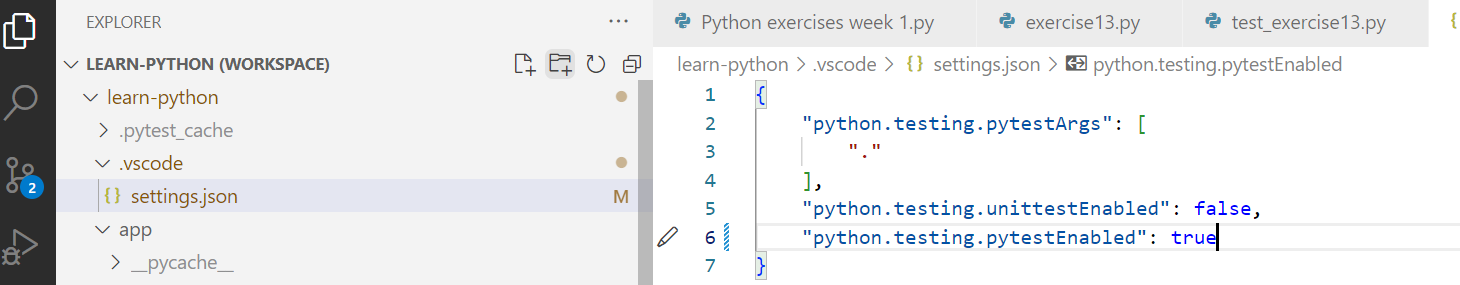 EXPLORER ...
LEARN-PYTHON (WORKSPACE)
learn-python
.pytest_cache
.vscode
{} settings.json M
app
__pycache__
2
Python exercises week 1.py exercise13.py test_exercise13.py {
learn-python > .vscode > {} settings.json > python.testing.pytestEnabled
1 {
2 "python.testing.pytestArgs": [
3 "."
4 ],
5 "python.testing.unittestEnabled": false,
6 "python.testing.pytestEnabled": true
7 }